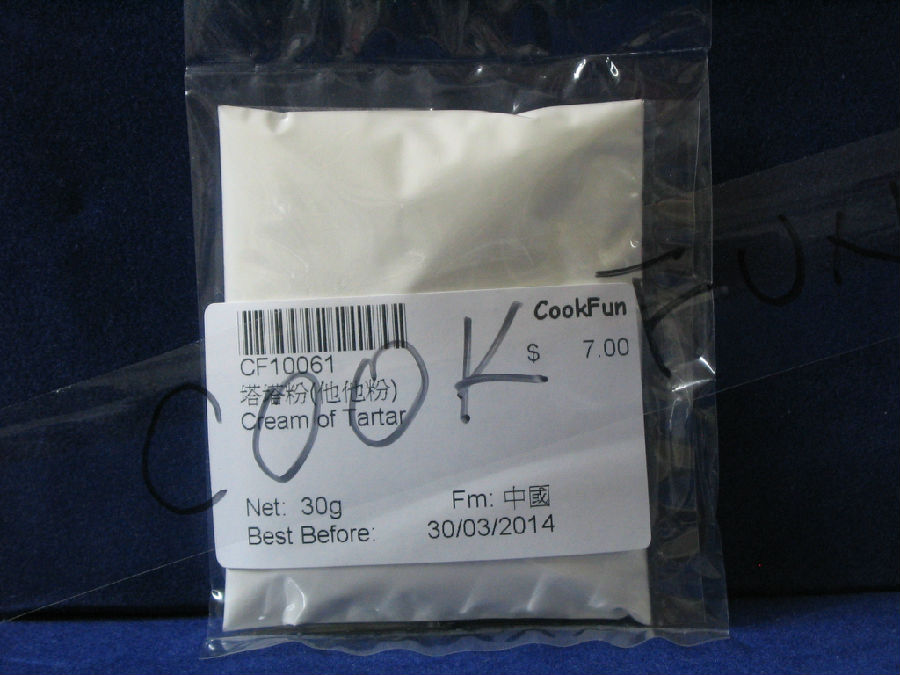 CookFun
$ 7.00
CF10061
塔塔粉(他他粉)
Cream of Tartar
Net: 30g Fm: 中國
Best Before: 30/03/2014
COOK FUN